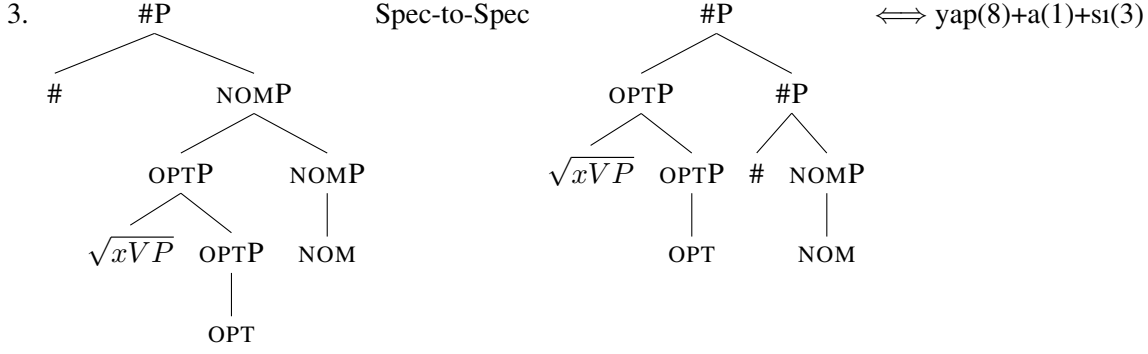 3. #P Spec-to-Spec #P ⟺ yap(8)+a(1)+sı(3)
# NOMP OPTP #P
OPTP NOMP √xVP OPTP # NOMP
√xVP OPTP NOM OPT NOM
OPT